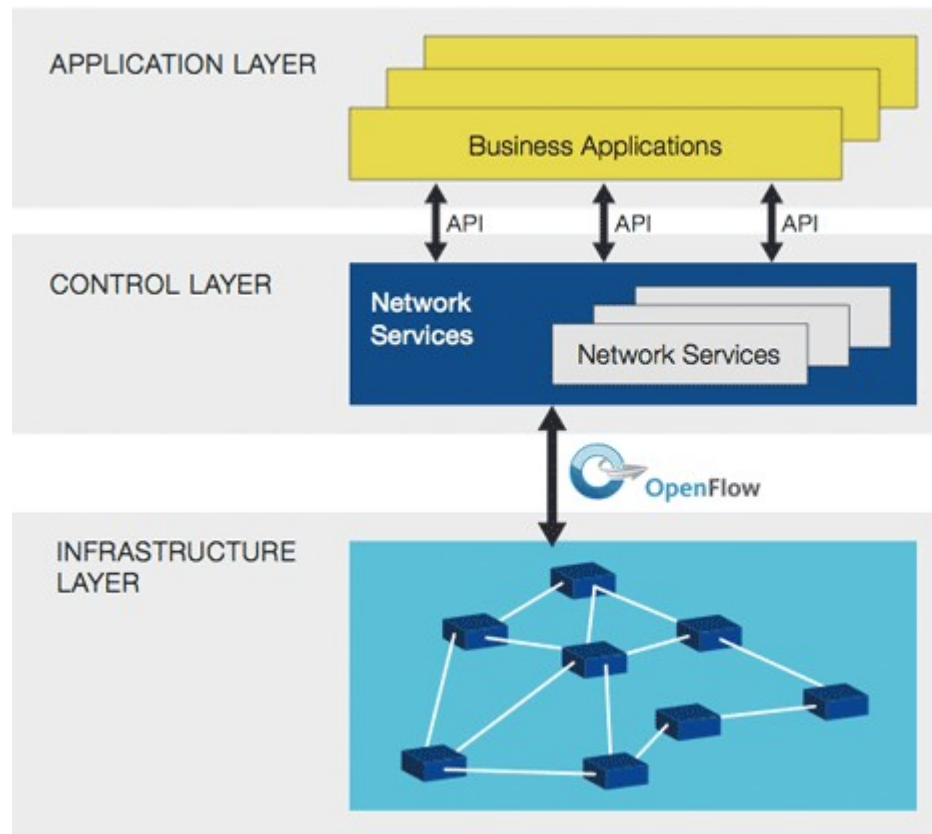 APPLICATION LAYER
Business Applications
API
API
API
CONTROL LAYER
Network
Services
Network Services
OpenFlow
INFRASTRUCTURE
LAYER